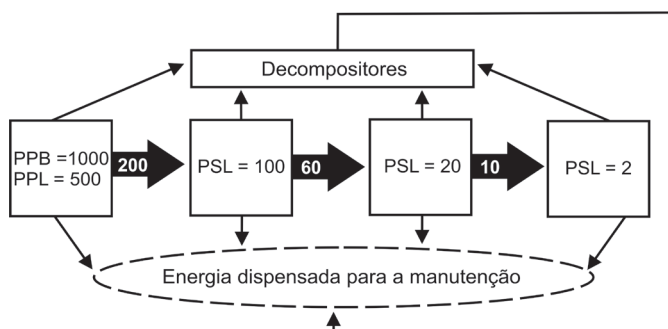 Decompositores
PPB =1000
PPL = 500
200
PSL = 100
60
PSL = 20
10
PSL = 2
Energia dispensada para a manutenção